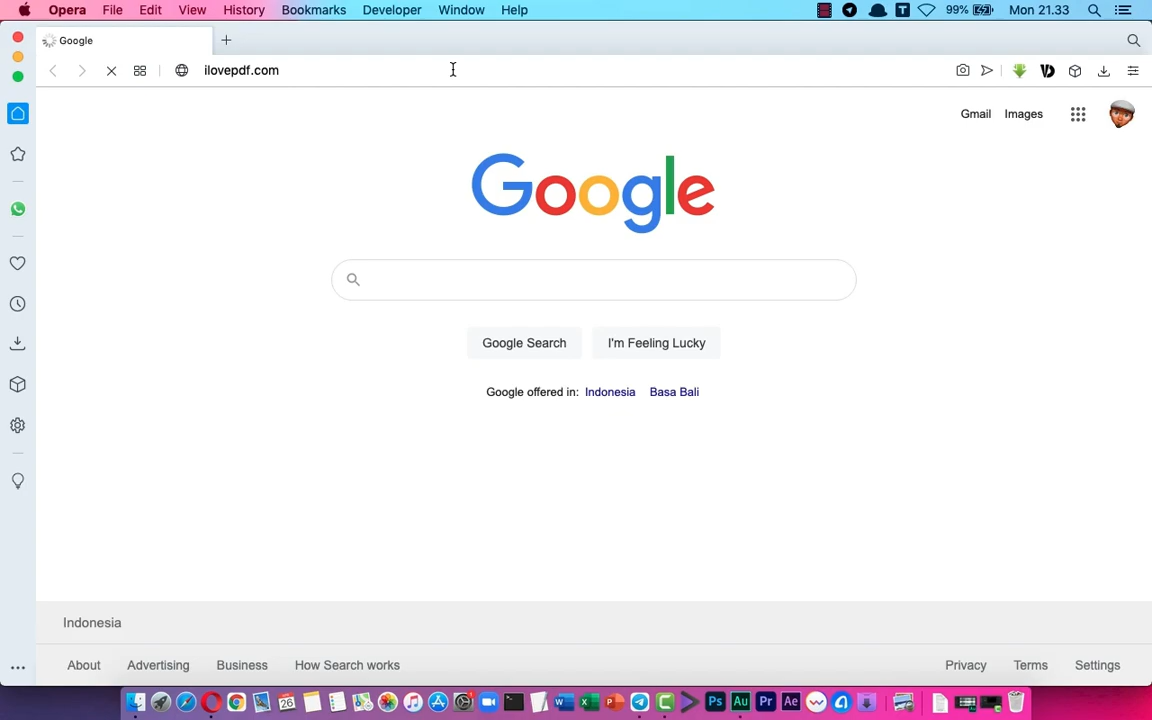 Opera File Edit View History Bookmarks Developer Window Help 99% Mon 21.33
Google
ilovepdf.com
Gmail Images
Google
Google Search I'm Feeling Lucky
Google offered in: Indonesia Basa Bali
Indonesia
About Advertising Business How Search works Privacy Terms Settings